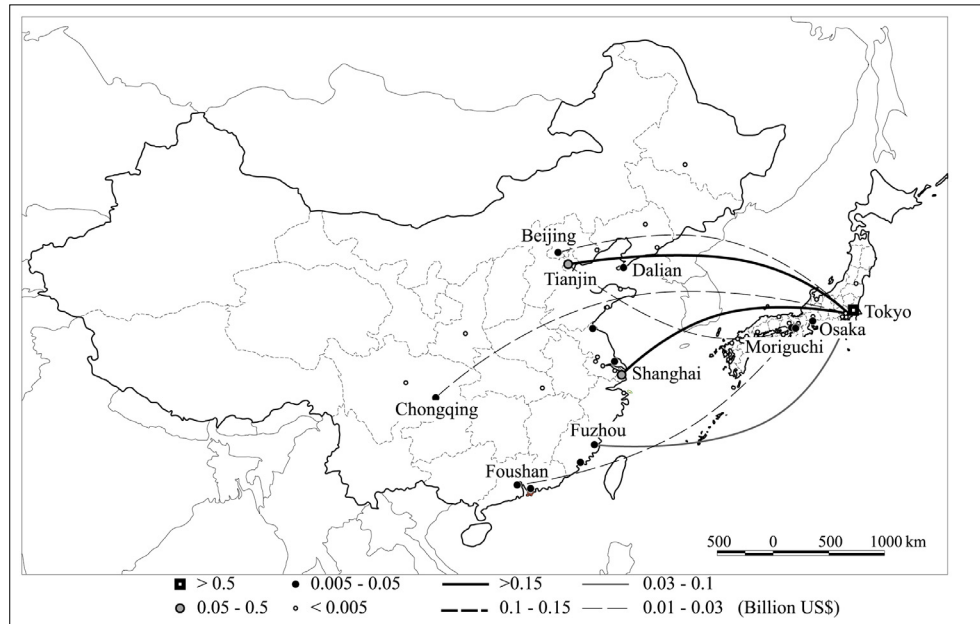 Beijing
Tianjin
Dalian
Tokyo
Osaka
Moriguchi
Shanghai
Chongqing
Fuzhou
Foushan
500 0 500 1000 km
> 0.5 0.005 - 0.05 >0.15 0.03 - 0.1
0.05 - 0.5 < 0.005 0.1 - 0.15 0.01 - 0.03 (Billion US$)